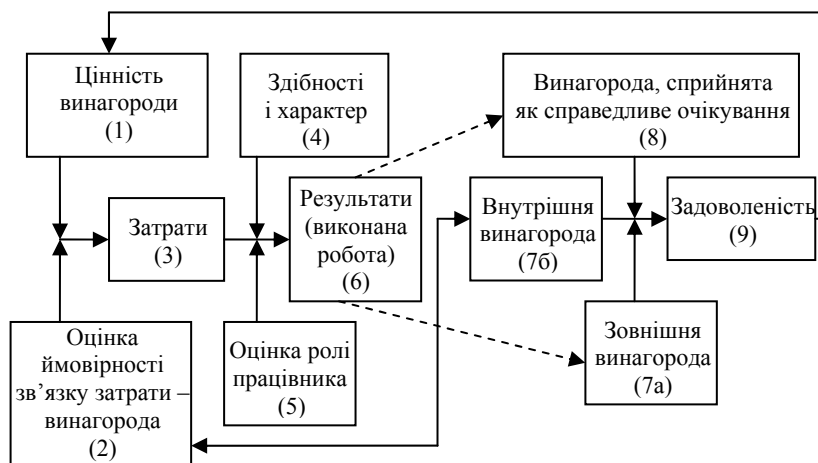 Цінність
винагороди
(1)
Здібності
і характер
(4)
Винагорода, сприйнята
як справедливе очікування
(8)
Затрати
(3)
Результати
(виконана
робота)
(6)
Внутрішня
винагорода
(7б)
Задоволеність
(9)
Оцінка
ймовірності
зв’язку затрати –
винагорода
(2)
Оцінка ролі
працівника
(5)
Зовнішня
винагорода
(7а)